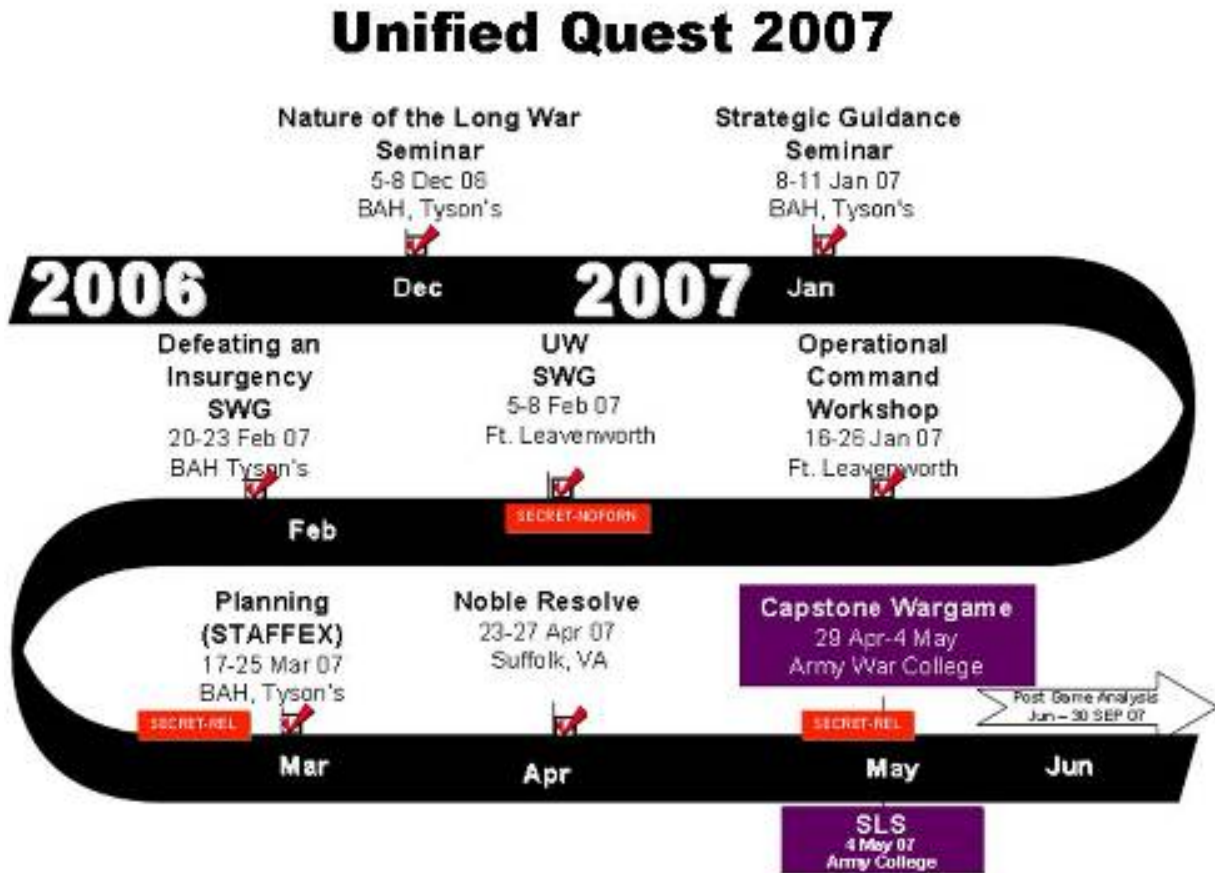 Unified Quest 2007
Nature of the Long War
Seminar
5-8 Dec 06
BAH, Tyson's
Strategic Guidance
Seminar
8-11 Jan 07
BAH, Tyson's
2006
Dec
2007
Jan
Defeating an
Insurgency
SWG
20-23 Feb 07
BAH Tyson's
UW
SWG
5-8 Feb 07
Ft. Leavenworth
Operational
Command
Workshop
16-26 Jan 07
Ft. Leavenworth
SECRET-NOFORN
Feb
Planning
(STAFFEX)
17-25 Mar 07
BAH, Tyson's
SECRET-REL
Noble Resolve
23-27 Apr 07
Suffolk, VA
Capstone Wargame
29 Apr-4 May
Army War College
SECRET-REL
Post Game Analysis
Jun – 30 SEP 07
Mar
Apr
May
Jun
SLS
4 May 07
Army College